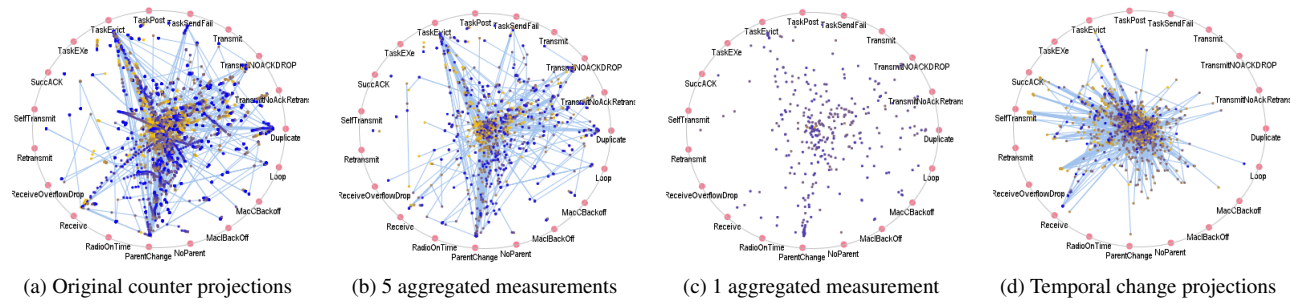 TaskPost
TaskSendFail
TaskEvict
Transmit
TaskEXe
TransmitNOACKDROP
SuccACK
TransmitNoAckRetrans
SelfTransmit
Duplicate
Retransmit
Loop
ReceiveOverflowDrop
MacCBackoff
Receive
MacIBackOff
RadioOnTime
NoParent
ParentChange
(a) Original counter projections
TaskPost
TaskSendFail
TaskEvict
Transmit
TaskEXe
TransmitNOACKDROP
SuccACK
TransmitNoAckRetrans
SelfTransmit
Duplicate
Retransmit
Loop
ReceiveOverflowDrop
MacCBackoff
Receive
MacIBackOff
RadioOnTime
NoParent
ParentChange
(b) 5 aggregated measurements
TaskPost
TaskSendFail
TaskEvict
Transmit
TaskEXe
TransmitNOACKDROP
SuccACK
TransmitNoAckRetrans
SelfTransmit
Duplicate
Retransmit
Loop
ReceiveOverflowDrop
MacCBackoff
Receive
MacIBackOff
RadioOnTime
NoParent
ParentChange
(c) 1 aggregated measurement
TaskPost
TaskSendFail
TaskEvict
Transmit
TaskEXe
TransmitNOACKDROP
SuccACK
TransmitNoAckRetrans
SelfTransmit
Duplicate
Retransmit
Loop
ReceiveOverflowDrop
MacCBackoff
Receive
MacIBackOff
RadioOnTime
NoParent
ParentChange
(d) Temporal change projections